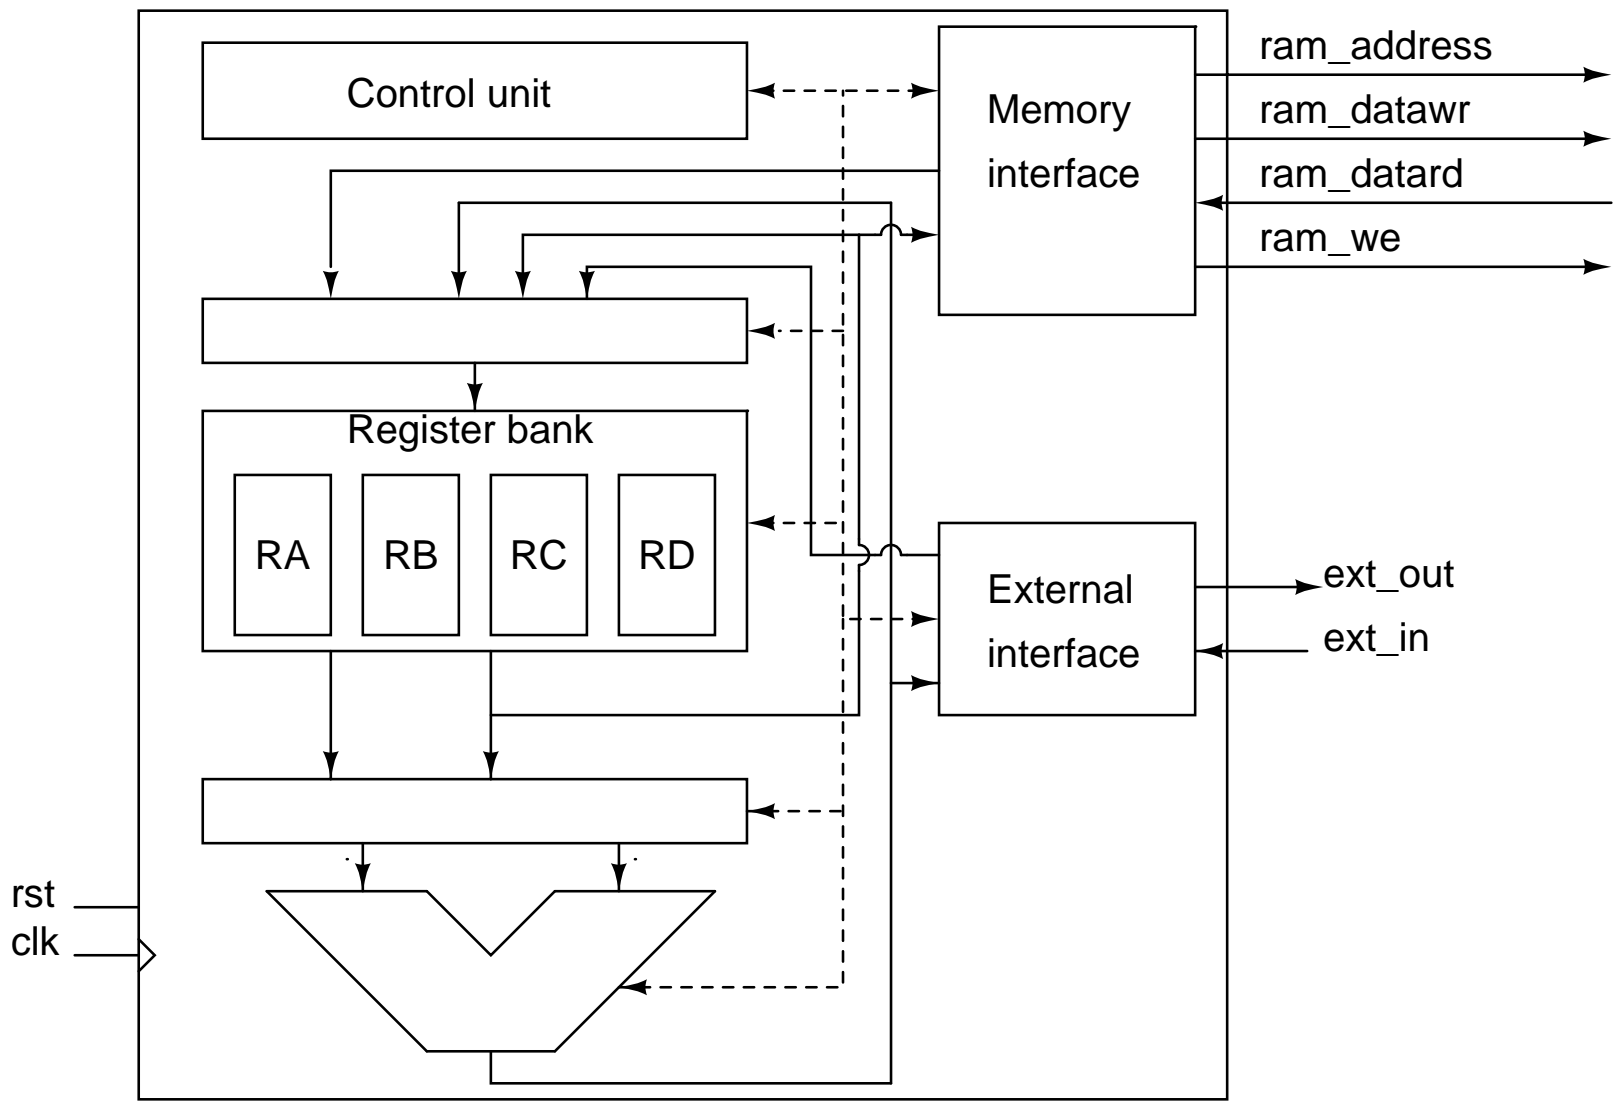 Control unit
Memory
interface
ram_address
ram_datawr
ram_datard
ram_we
Register bank
RA
RB
RC
RD
External
interface
ext_out
ext_in
rst
clk